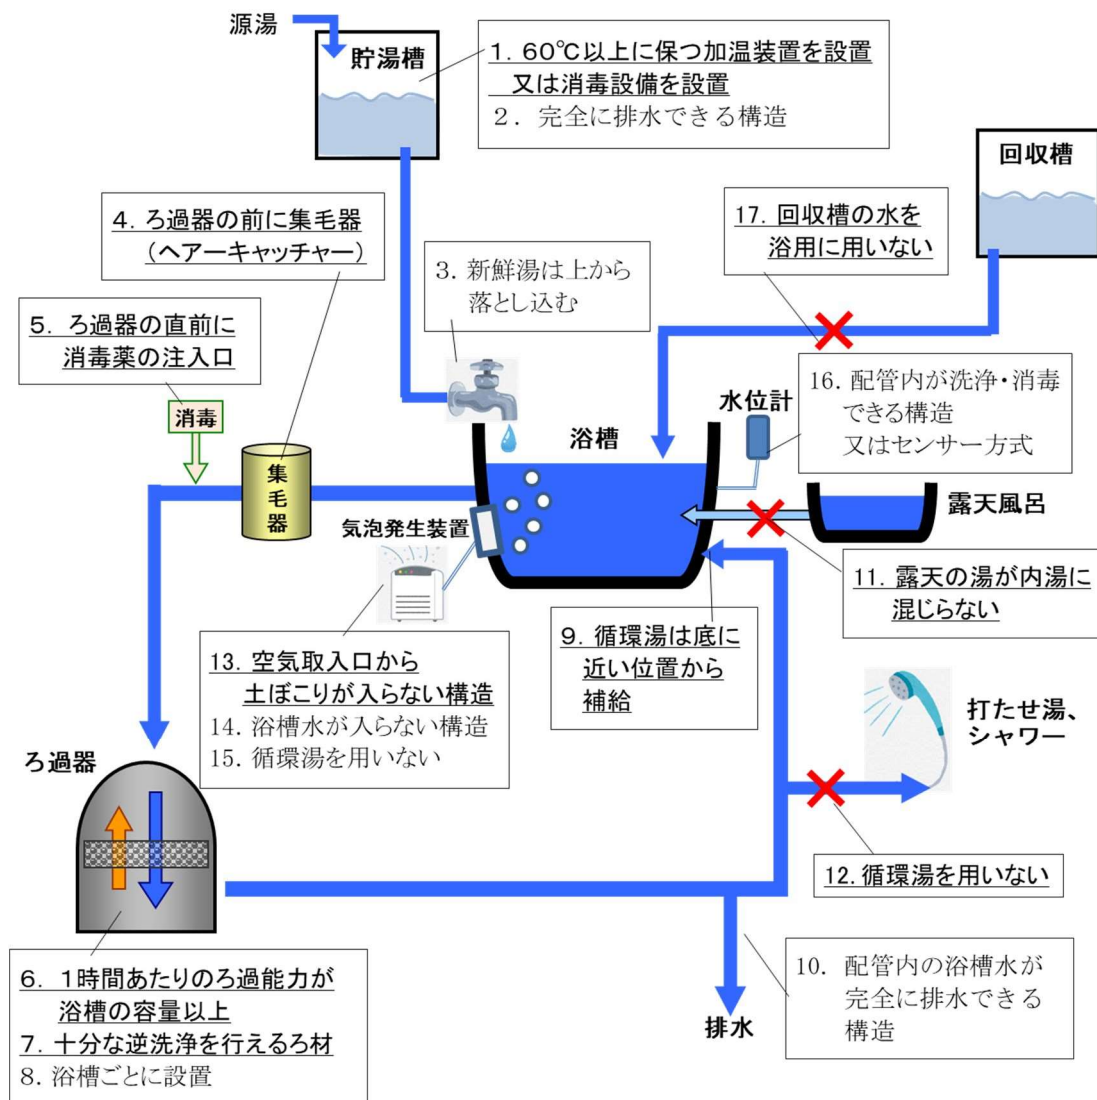 源湯
貯湯槽
1. 60℃以上に保つ加温装置を設置
又は消毒設備を設置
2. 完全に排水できる構造
回収槽
17. 回収槽の水を
浴用に用いない
4. ろ過器の前に集毛器
(ヘアーキャッチャー)
3. 新鮮湯は上から
落とし込む
5. ろ過器の直前に
消毒薬の注入口
消毒
集毛器
浴槽
水位計
16. 配管内が洗浄・消毒
できる構造
又はセンサー方式
露天風呂
気泡発生装置
11. 露天の湯が内湯に
混じらない
9. 循環湯は底に
近い位置から
補給
13. 空気取入口から
土ぼこりが入らない構造
14. 浴槽水が入らない構造
15. 循環湯を用いない
打たせ湯、
シャワー
ろ過器
12. 循環湯を用いない
6. 1時間あたりのろ過能力が
浴槽の容量以上
7. 十分な逆洗浄を行えるろ材
8. 浴槽ごとに設置
排水
10. 配管内の浴槽水が
完全に排水できる
構造